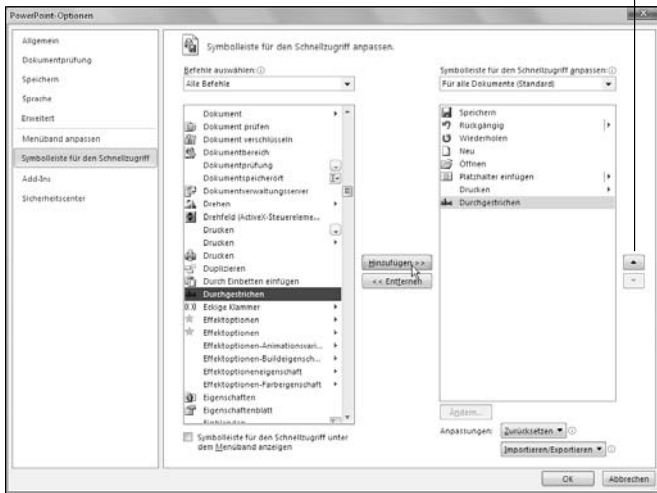 PowerPoint-Optionen
Allgemein
Dokumentprüfung
Speichern
Sprache
Erweitert
Menüband anpassen
Symbolleiste für den Schnellzugriff
Add-Ins
Sicherheitscenter
Symbolleiste für den Schnellzugriff anpassen.
Befehle auswählen:
Alle Befehle
Dokument
Dokument prüfen
Dokument verschlüsseln
Dokumentbereich
Dokumentprüfung
Dokumentspeicherort
Dokumentverwaltungsserver
Drehen
Drehfeld (ActiveX-Steuereleme...
Drucken
Drucken
Drucken
Duplizieren
Durch Einbetten einfügen
Durchgestrichen
Eckige Klammer
Effektoptionen
Effektoptionen
Effektoptionen-Animationsvari...
Effektoptionen-Buildeigensch...
Effektoptioneneigenschaft
Effektoptionen-Farbeigenschaft
Eigenschaften
Eigenschaftenblatt
Symbolleiste für den Schnellzugriff unter
dem Menüband anzeigen
Hinzufügen >>
<< Entfernen
Symbolleiste für den Schnellzugriff anpassen:
Für alle Dokumente (Standard)
Speichern
Rückgängig
Wiederholen
Neu
Öffnen
Platzhalter einfügen
Drucken
Durchgestrichen
Ändern...
Anpassungen: Zurücksetzen
Importieren/Exportieren
OK
Abbrechen